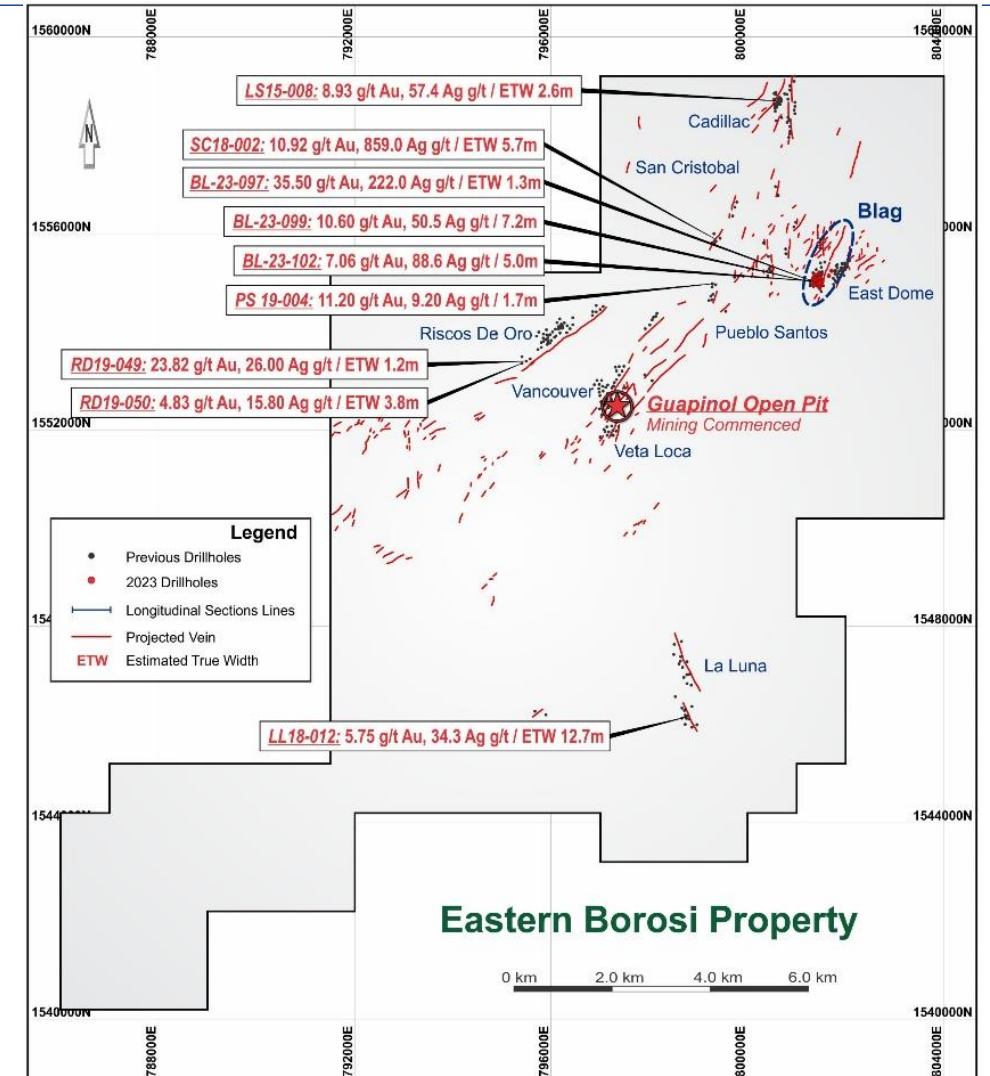 788000E
792000E
796000E
800000E
804000E
1560000N
1560000N
LS15-008: 8.93 g/t Au, 57.4 Ag g/t / ETW 2.6m
Cadillac
N
SC18-002: 10.92 g/t Au, 859.0 Ag g/t / ETW 5.7m
San Cristobal
BL-23-097: 35.50 g/t Au, 222.0 Ag g/t / ETW 1.3m
Blag
BL-23-099: 10.60 g/t Au, 50.5 Ag g/t / 7.2m
1556000N
000N
BL-23-102: 7.06 g/t Au, 88.6 Ag g/t / 5.0m
East Dome
PS 19-004: 11.20 g/t Au, 9.20 Ag g/t / 1.7m
Riscos De Oro
Pueblo Santos
RD19-049: 23.82 g/t Au, 26.00 Ag g/t / ETW 1.2m
Vancouver
RD19-050: 4.83 g/t Au, 15.80 Ag g/t / ETW 3.8m
Guapinol Open Pit
Mining Commenced
1552000N
000N
Veta Loca
Legend
Previous Drillholes
2023 Drillholes
Longitudinal Sections Lines
Projected Vein
ETW Estimated True Width
154
1548000N
La Luna
LL18-012: 5.75 g/t Au, 34.3 Ag g/t / ETW 12.7m
1544000N
1544000N
Eastern Borosi Property
0 km 2.0 km 4.0 km 6.0 km
1540000N
1540000N
788000E
792000E
796000E
800000E
804000E